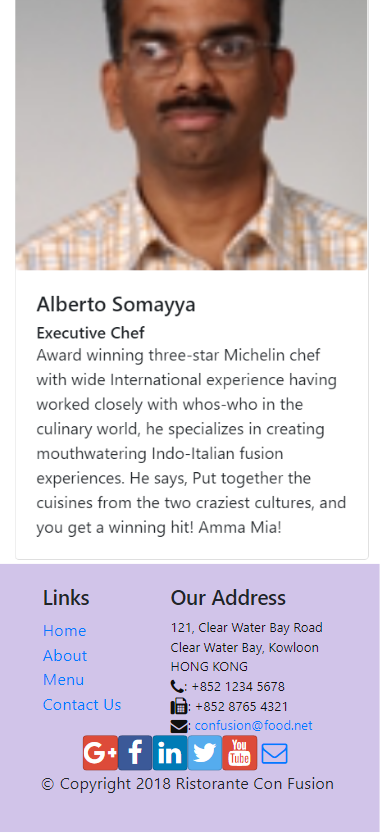 Alberto Somayya
Executive Chef
Award winning three-star Michelin chef
with wide International experience having
worked closely with whos-who in the
culinary world, he specializes in creating
mouthwatering Indo-Italian fusion
experiences. He says, Put together the
cuisines from the two craziest cultures, and
you get a winning hit! Amma Mia!
Links
Home
About
Menu
Contact Us
Our Address
121, Clear Water Bay Road
Clear Water Bay, Kowloon
HONG KONG
: +852 1234 5678
: +852 8765 4321
: confusion@food.net
G+ f in You Tube
© Copyright 2018 Ristorante Con Fusion